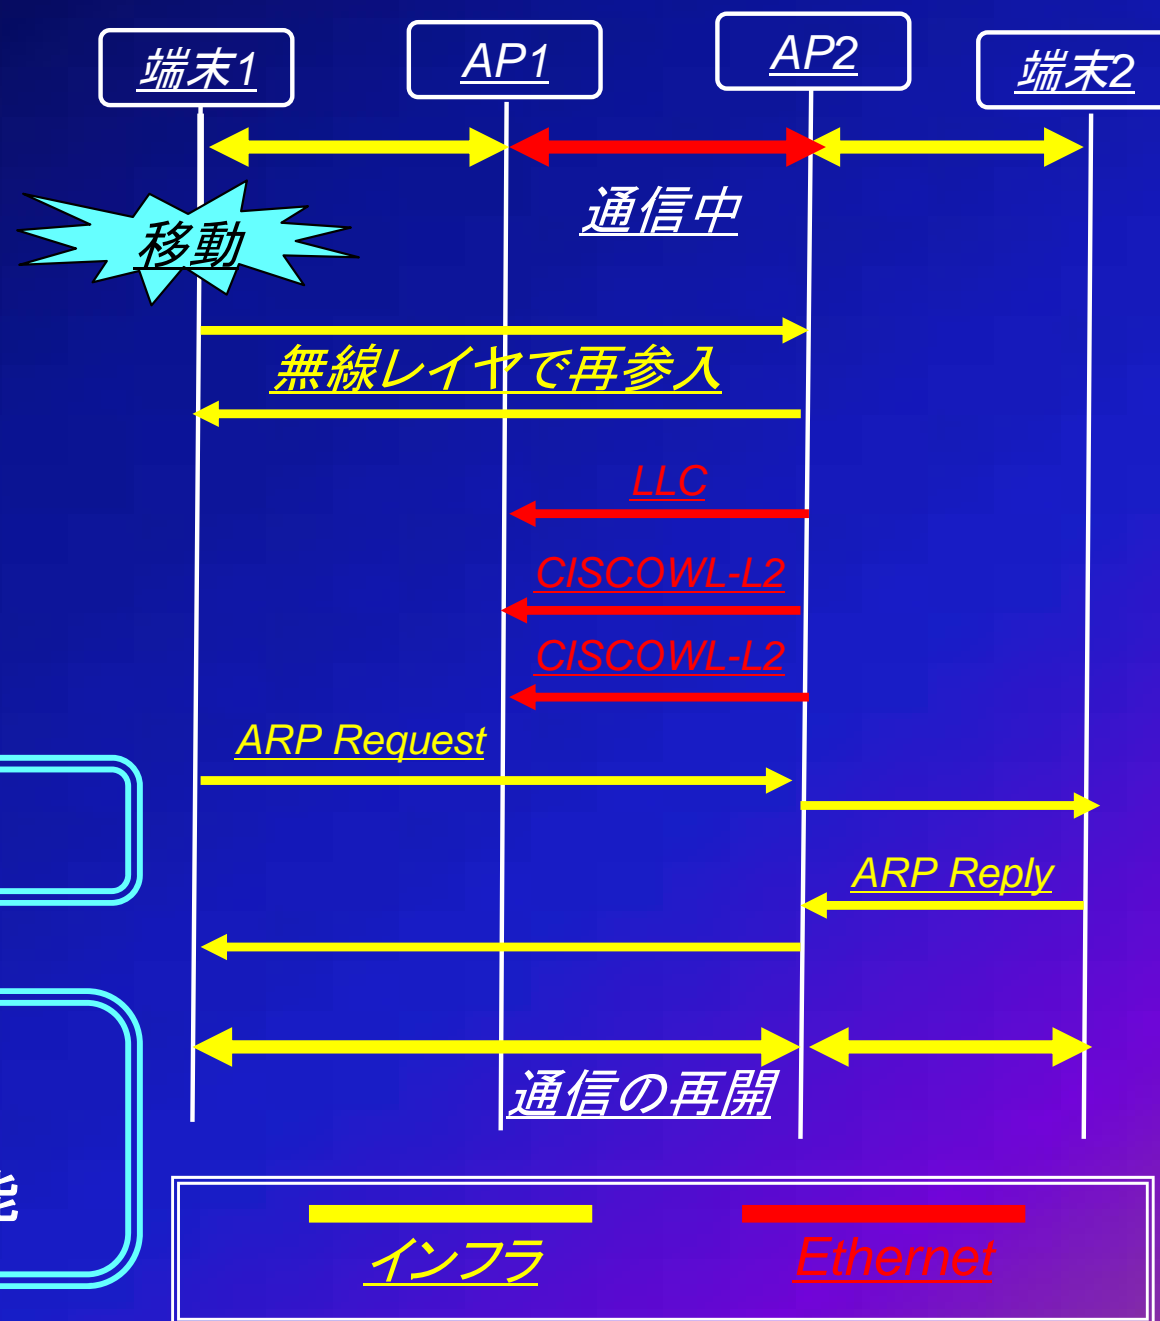 端末1
AP1
AP2
端末2
通信中
移動
無線レイヤで再参入
LLC
CISCOWL-L2
CISCOWL-L2
ARP Request
ARP Reply
通信の再開
インフラ
Ethernet